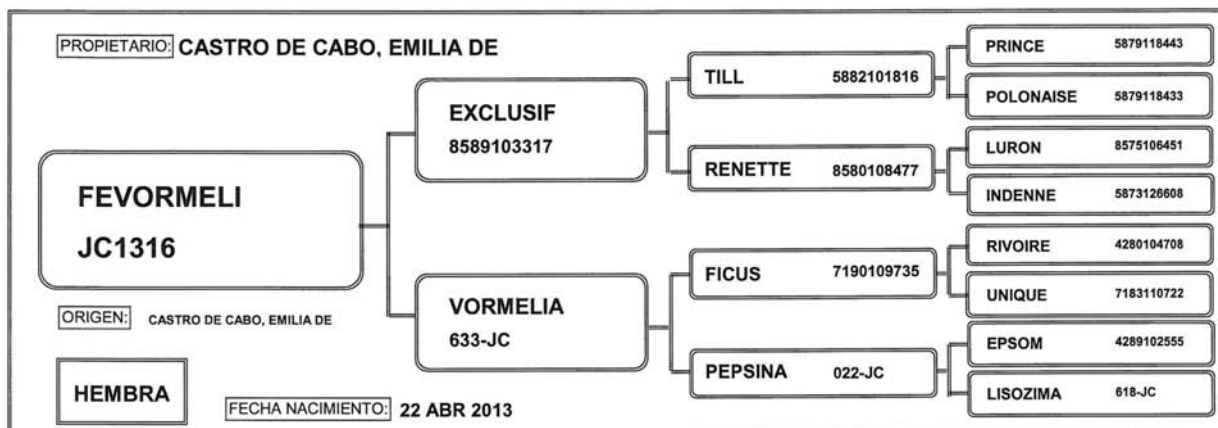 PROPIETARIO: CASTRO DE CABO, EMILIA DE
FEVORMELI
JC1316
ORIGEN: CASTRO DE CABO, EMILIA DE
HEMBRA
FECHA NACIMIENTO: 22 ABR 2013
EXCLUSIF
8589103317
VORMELIA
633-JC
TILL 5882101816
RENETTE 8580108477
FICUS 7190109735
PEPSINA 022-JC
PRINCE 5879118443
POLONAISE 5879118433
LURON 8575106451
INDENNE 5873126608
RIVOIRE 4280104708
UNIQUE 7183110722
EPSOM 4289102555
LISOZIMA 618-JC